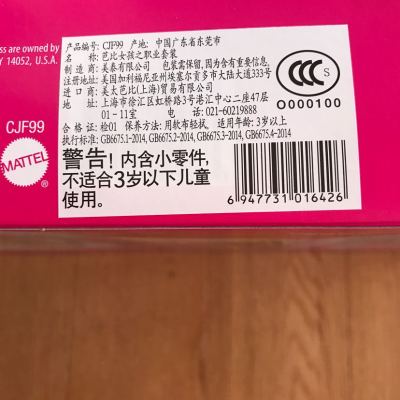 ss are owned by
Y 14052, U.S.A.
CJF99
MATTEL
产品编号: CJF99 产地: 中国广东省东莞市
名 称: 芭比女孩之职业套装
制 造 商: 美泰有限公司 包装需保留,因为含有重要信息.
注册地址: 美国加利福尼亚州埃塞尔贡多市大陆大道333号
进 口 商: 美太芭比(上海)贸易有限公司
地 址: 上海市徐汇区虹桥路3号港汇中心二座47层
01-11室 电 话: 021-60219888
合 格 证: 检01 保养方法: 用软布轻拭. 适用年龄: 3岁以上
执行标准: GB6675.1-2014, GB6675.2-2014, GB6675.3-2014, GB6675.4-2014
警告! 内含小零件,
不适合3岁以下儿童
使用。
CCC S
0000100
6 947731 016426